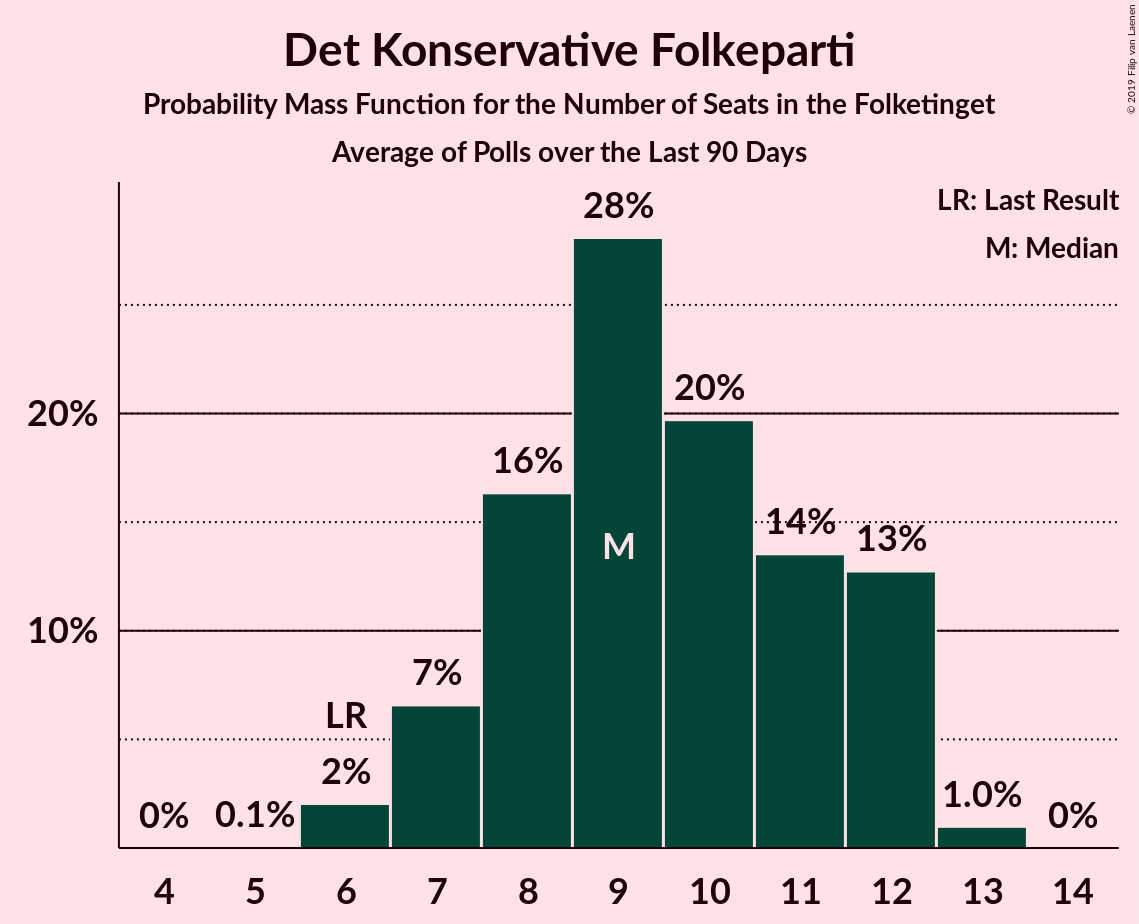 Det Konservative Folkeparti
Probability Mass Function for the Number of Seats in the Folketinget
Average of Polls over the Last 90 Days
© 2019 Filip van Laenen
LR: Last Result
M: Median
28%
20%
20%
16%
14%
13%
M
10%
7%
LR
2%
1.0%
0%
0.1%
0%
4 5 6 7 8 9 10 11 12 13 14